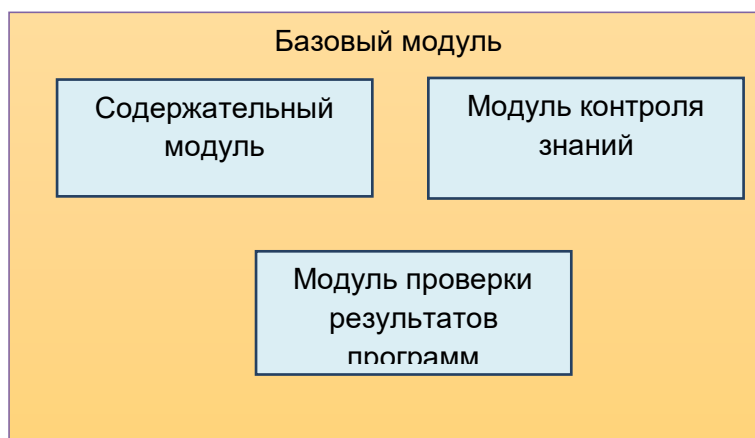 Базовый модуль
Содержательный
модуль
Модуль контроля
знаний
Модуль проверки
результатов
программ